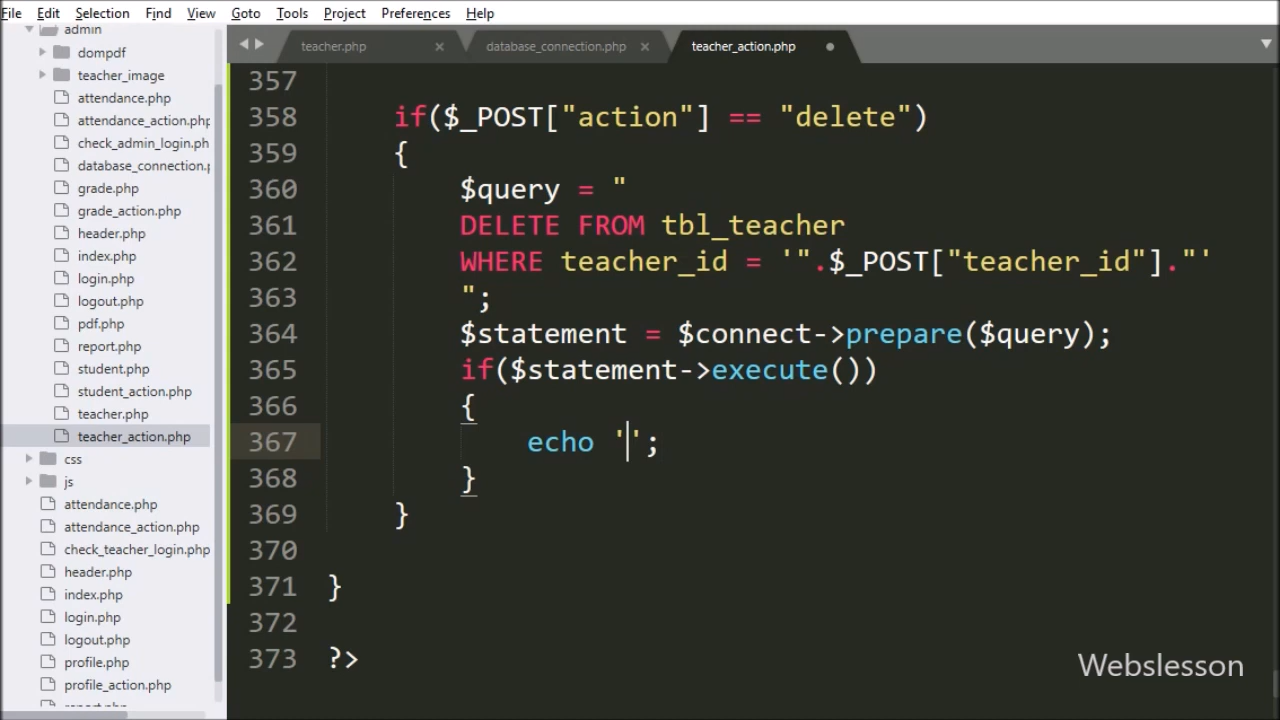 File Edit Selection Find View Goto Tools Project Preferences Help
admin
dompdf
teacher_image
attendance.php
attendance_action.php
check_admin_login.ph
database_connection.p
grade.php
grade_action.php
header.php
index.php
login.php
logout.php
pdf.php
report.php
student.php
student_action.php
teacher.php
teacher_action.php
css
js
attendance.php
attendance_action.php
check_teacher_login.php
header.php
index.php
login.php
logout.php
profile.php
profile_action.php
report.php
teacher.php × database_connection.php × teacher_action.php
357
358 if($_POST["action"] == "delete")
359 {
360 $query = "
361 DELETE FROM tbl_teacher
362 WHERE teacher_id = '".$_POST["teacher_id"]."'
363 ";
364 $statement = $connect->prepare($query);
365 if($statement->execute())
366 {
367 echo '';
368 }
369 }
370
371 }
372
373 ?>
Webslesson